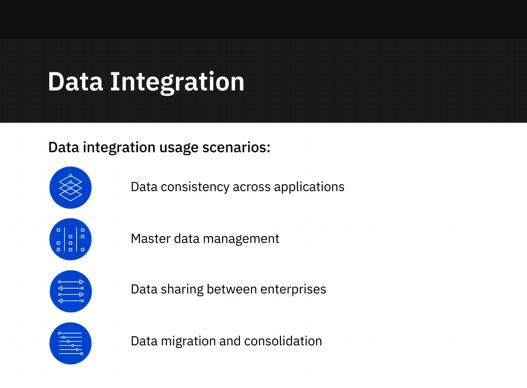 Data Integration
Data integration usage scenarios:
Data consistency across applications
Master data management
Data sharing between enterprises
Data migration and consolidation